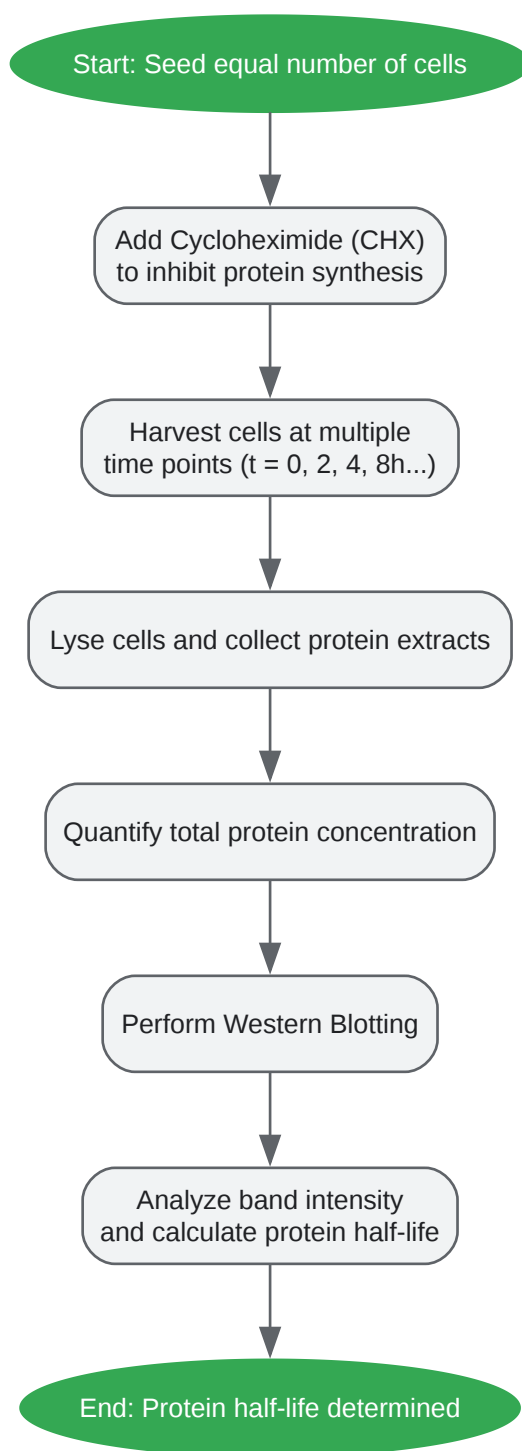 Start: Seed equal number of cells
Add Cycloheximide (CHX)
to inhibit protein synthesis
Harvest cells at multiple
time points (t = 0, 2, 4, 8h...)
Lyse cells and collect protein extracts
Quantify total protein concentration
Perform Western Blotting
Analyze band intensity
and calculate protein half-life
End: Protein half-life determined